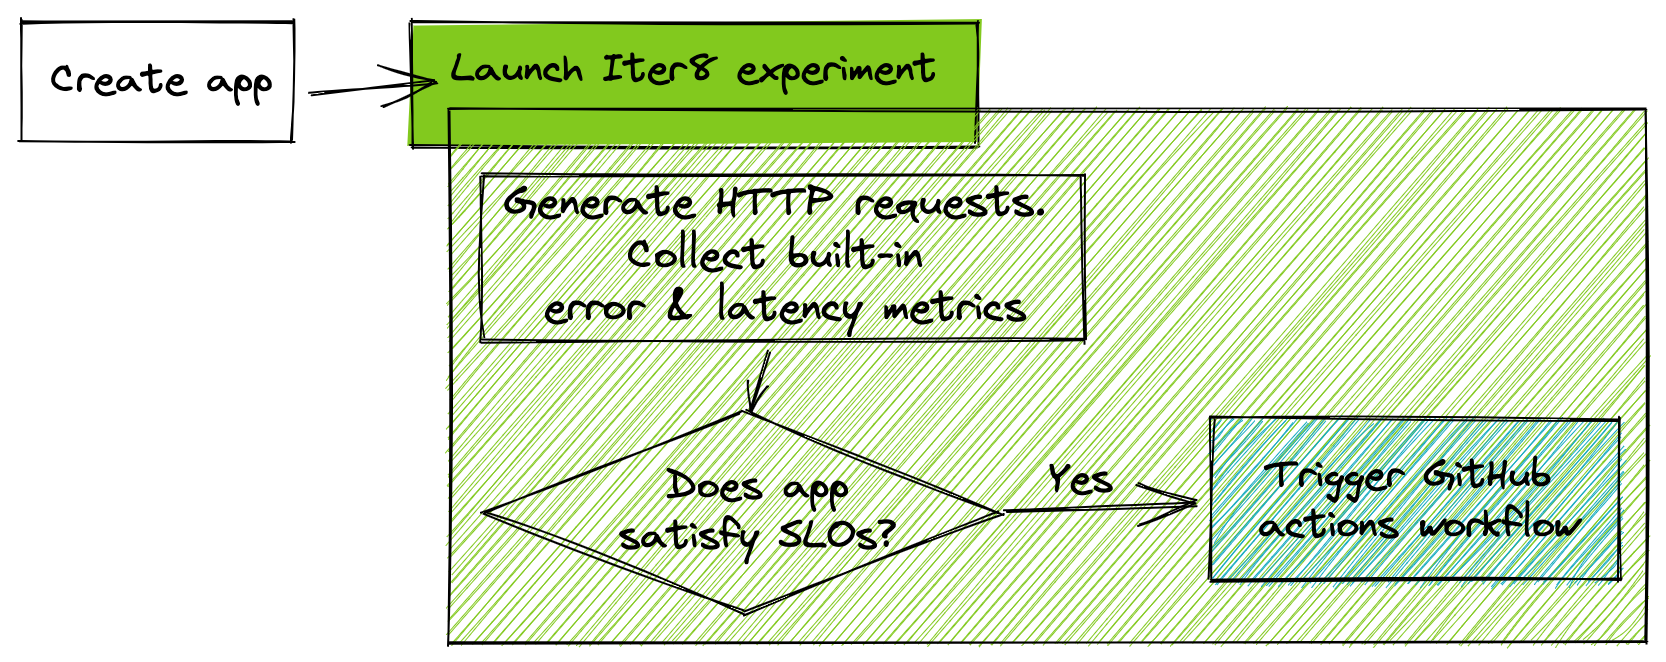 Create app
Launch Iter8 experiment
Generate HTTP requests.
Collect built-in
error & latency metrics
Does app
satisfy SLOs?
Yes
Trigger GitHub
actions workflow